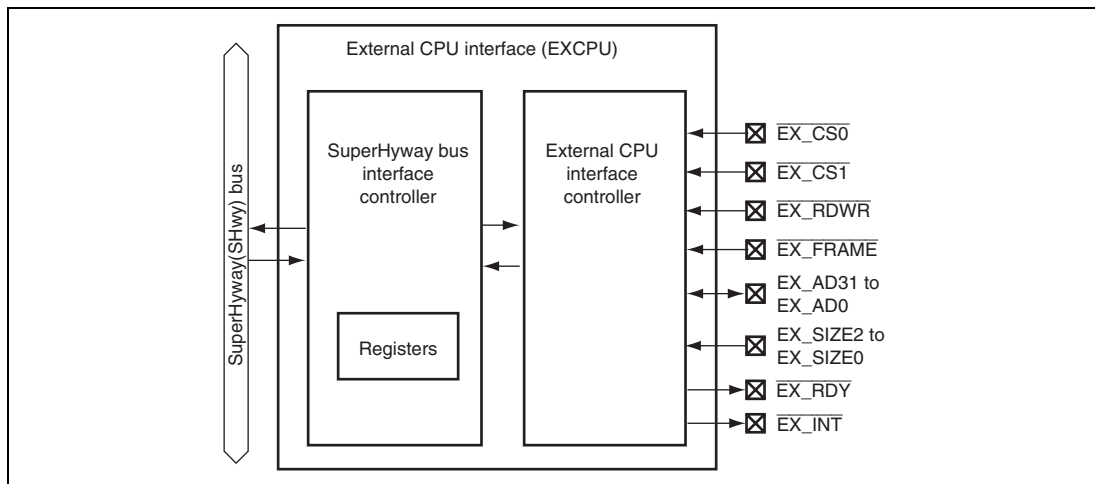 External CPU interface (EXCPU)
SuperHyway(SHwy) bus
SuperHyway bus
interface
controller
Registers
External CPU
interface
controller
EX_CS0
EX_CS1
EX_RDWR
EX_FRAME
EX_AD31 to
EX_AD0
EX_SIZE2 to
EX_SIZE0
EX_RDY
EX_INT